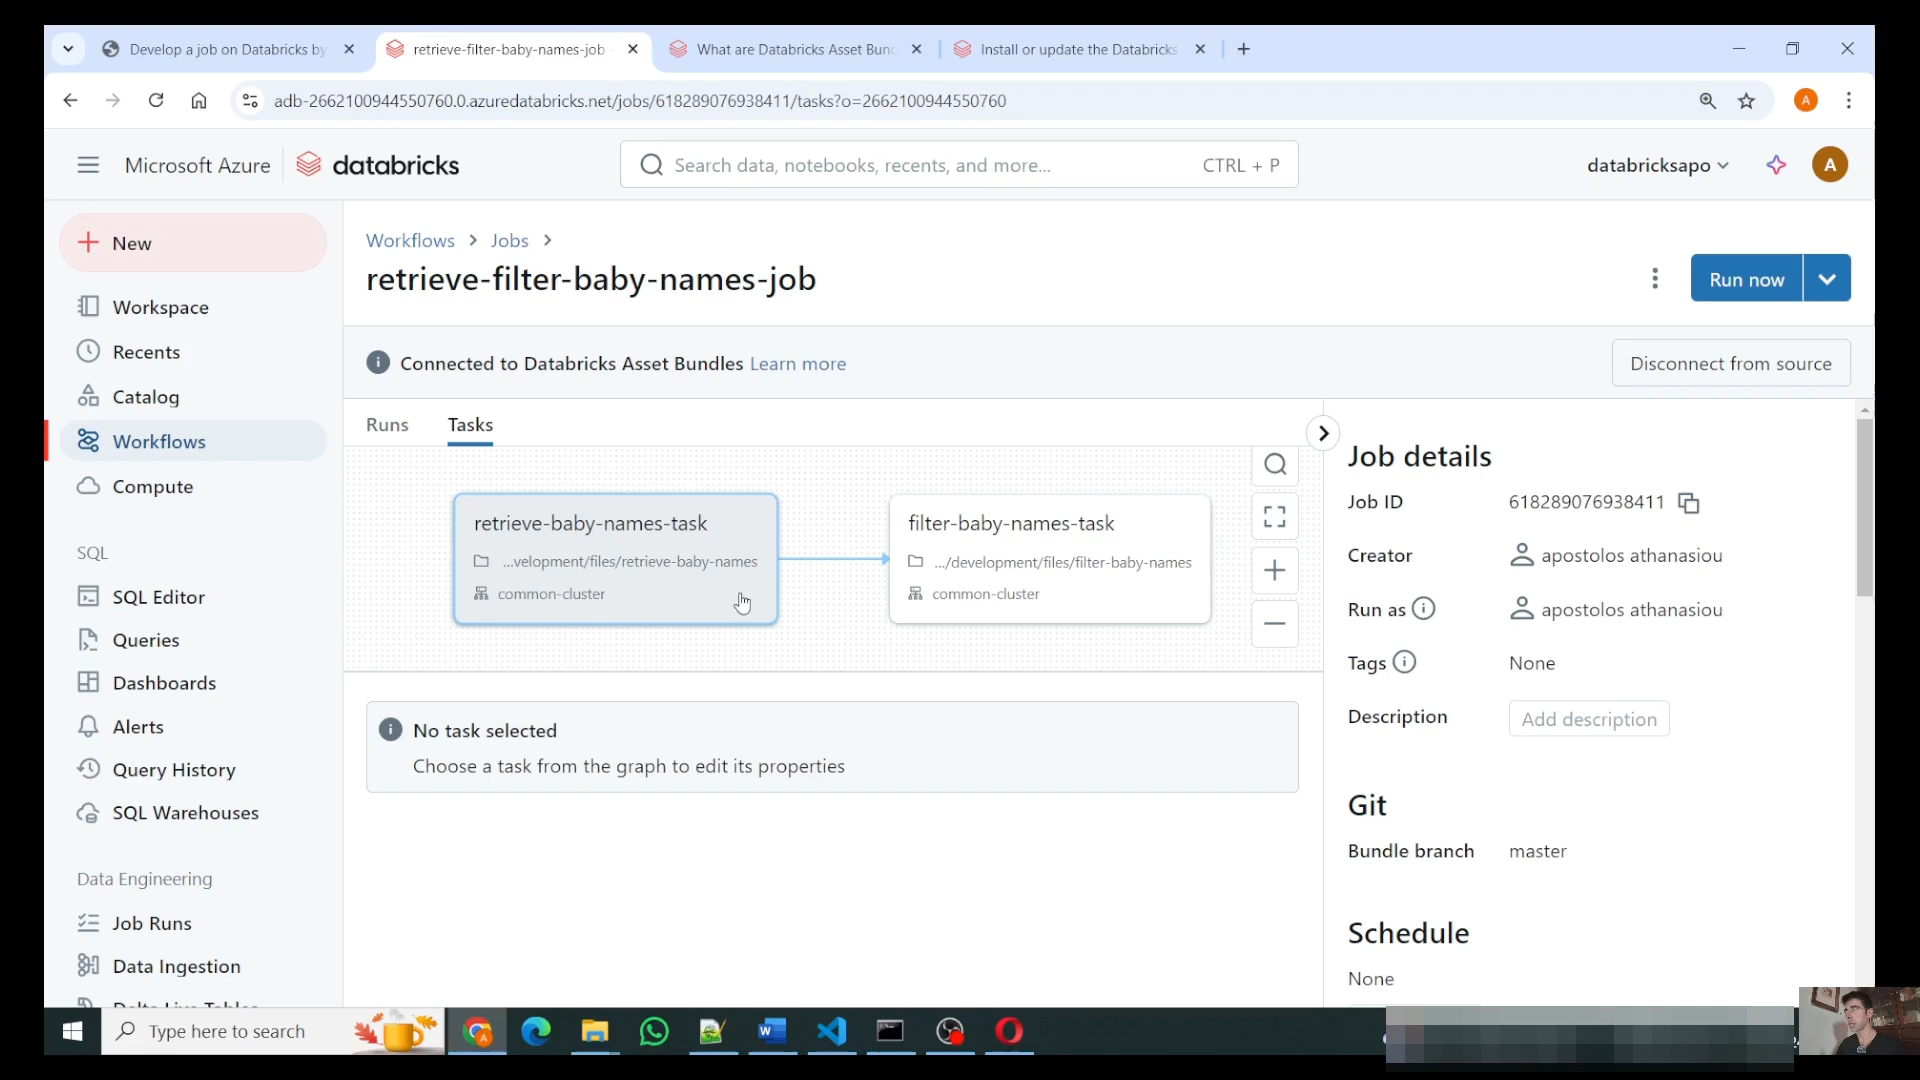 Develop a job on Databricks by
retrieve-filter-baby-names-job
What are Databricks Asset Bunc
Install or update the Databricks
adb-2662100944550760.0.azuredatabricks.net/jobs/618289076938411/tasks?o=2662100944550760
A
Microsoft Azure
databricks
Search data, notebooks, recents, and more...
CTRL + P
databricksapo
A
New
Workspace
Recents
Catalog
Workflows
Compute
SQL
SQL Editor
Queries
Dashboards
Alerts
Query History
SQL Warehouses
Data Engineering
Job Runs
Data Ingestion
Delta Live Tables
Workflows > Jobs >
retrieve-filter-baby-names-job
Run now
Connected to Databricks Asset Bundles Learn more
Disconnect from source
Runs
Tasks
retrieve-baby-names-task
...velopment/files/retrieve-baby-names
common-cluster
filter-baby-names-task
.../development/files/filter-baby-names
common-cluster
No task selected
Choose a task from the graph to edit its properties
Job details
Job ID 618289076938411
Creator apostolos athanasiou
Run as apostolos athanasiou
Tags None
Description Add description
Git
Bundle branch master
Schedule
None
Type here to search